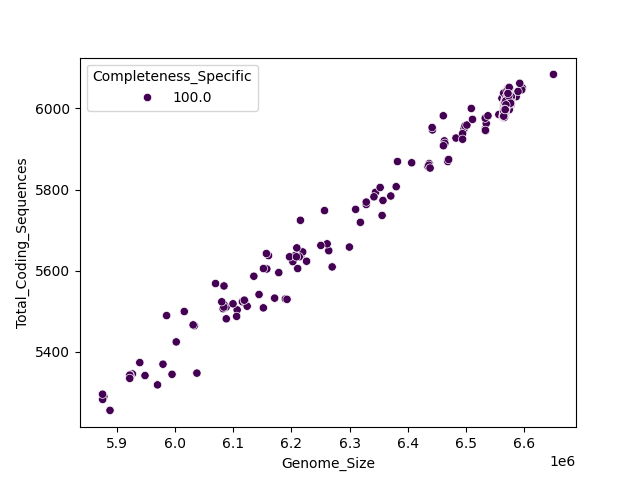 Completeness_Specific
100.0
Total_Coding_Sequences
6000
5800
5600
5400
5.9 6.0 6.1 6.2 6.3 6.4 6.5 6.6
1e6
Genome_Size